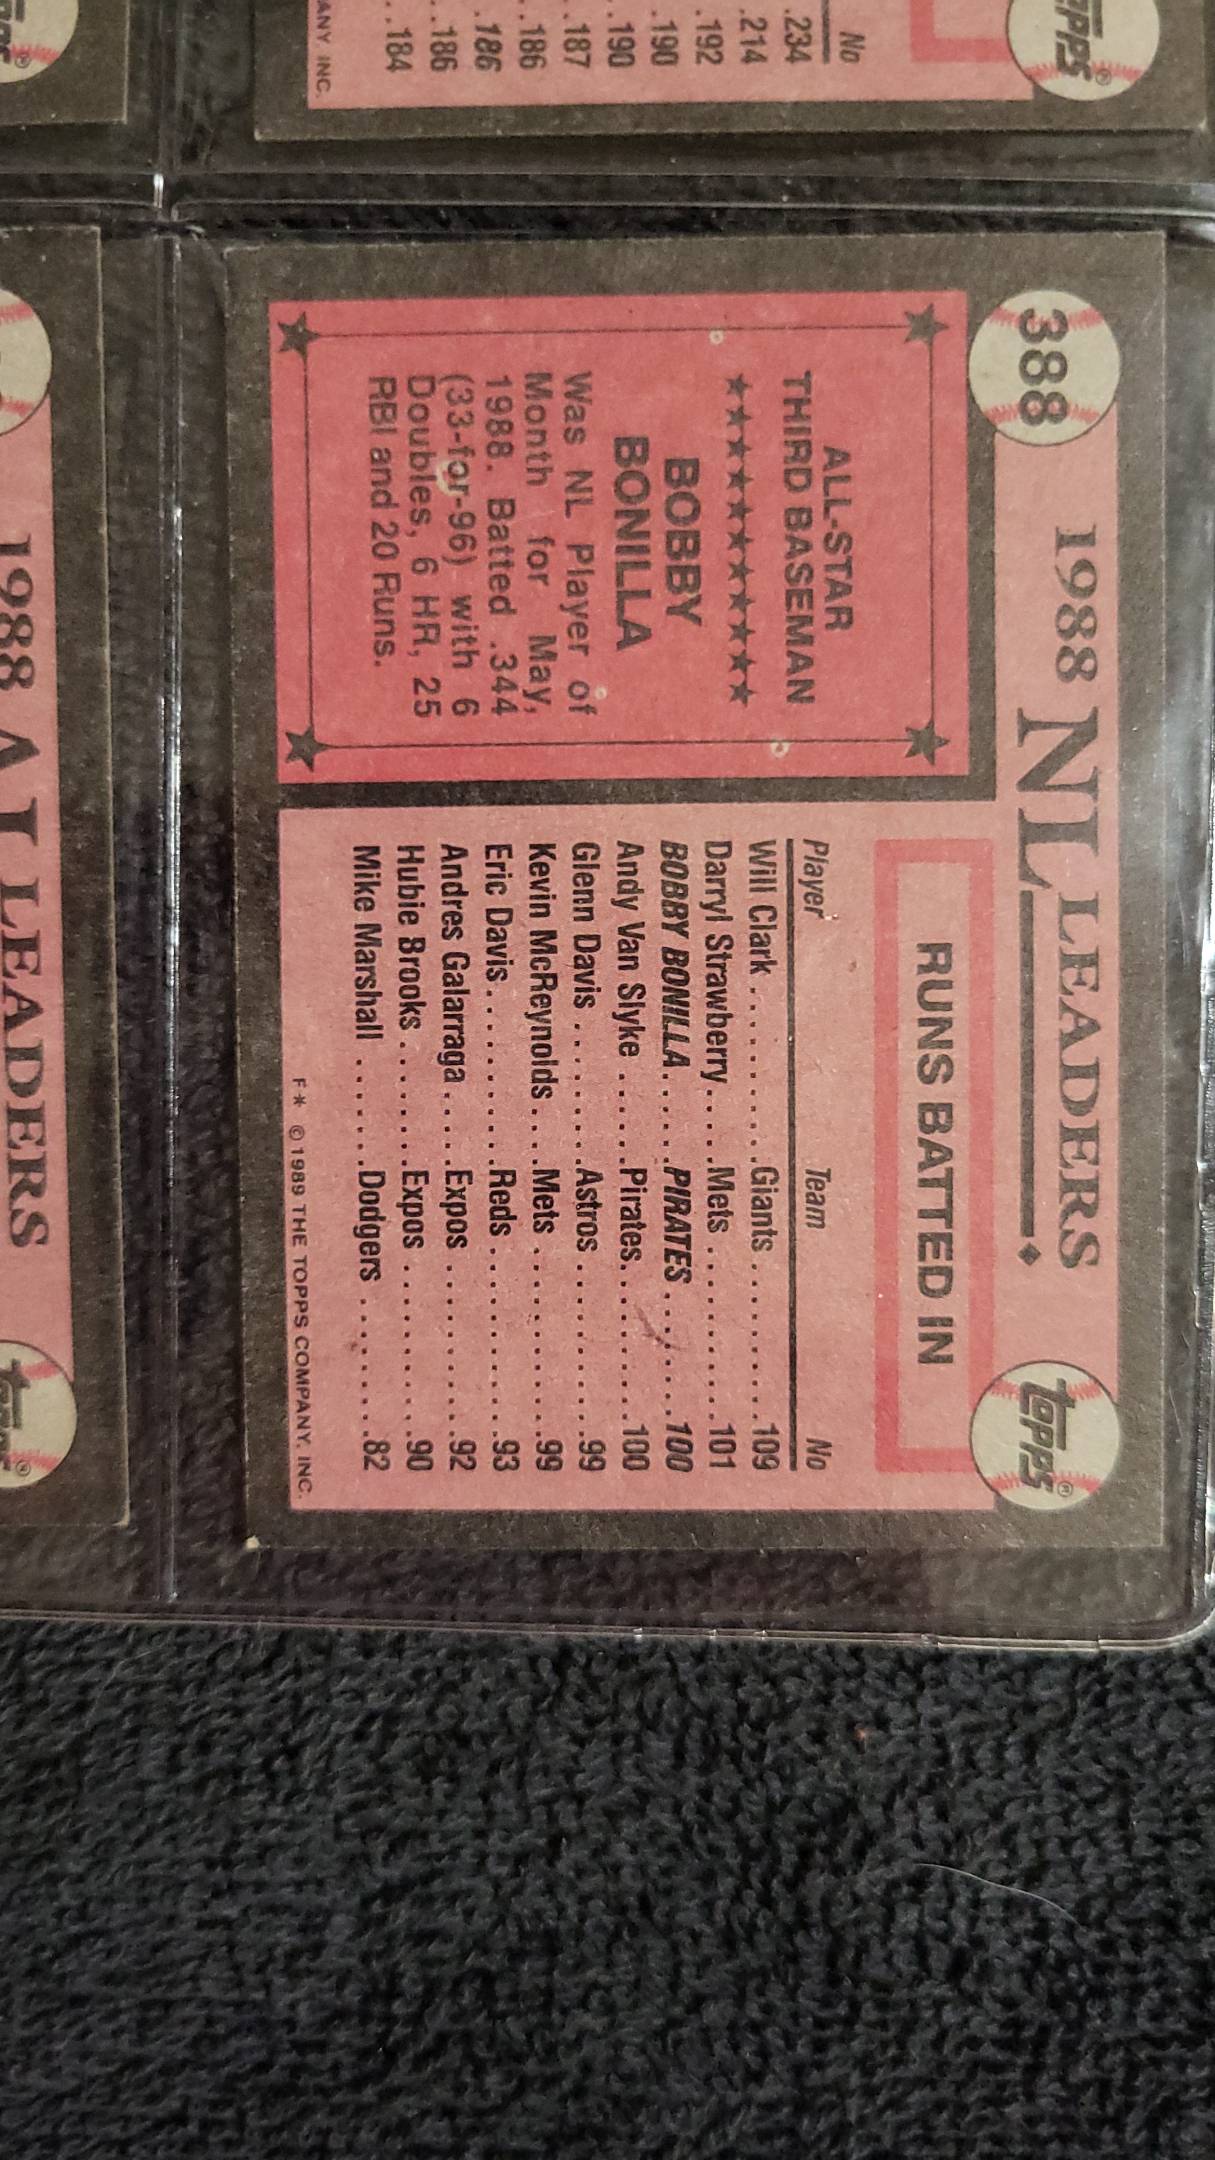 No
.234
.214
.192
.190
.190
.187
.186
.186
.186
.184
ANY. INC.
topps®
388
1988 NL LEADERS
topps®
ALL-STAR
THIRD BASEMAN
★★★★★★★★★★★
BOBBY
BONILLA
Was NL Player of
Month for May,
1988. Batted .344
(33-for-96) with 6
Doubles, 6 HR, 25
RBI and 20 Runs.
RUNS BATTED IN
Player Team No
Will Clark . . . . . . . . . . Giants . . . . . . . . . 109
Darryl Strawberry . . . . . Mets . . . . . . . . . . 101
BOBBY BONILLA . . . . . . PIRATES . . . . . . . . 100
Andy Van Slyke . . . . . . Pirates . . . . . . . . . 100
Glenn Davis . . . . . . . . . Astros . . . . . . . . . . 99
Kevin McReynolds . . . . Mets . . . . . . . . . . . 99
Eric Davis . . . . . . . . . . Reds . . . . . . . . . . . 93
Andres Galarraga . . . . . Expos . . . . . . . . . . 92
Hubie Brooks . . . . . . . . Expos . . . . . . . . . . 90
Mike Marshall . . . . . . . Dodgers . . . . . . . . . 82
F* ©1989 THE TOPPS COMPANY. INC.
1988 AL LEADERS
topps®